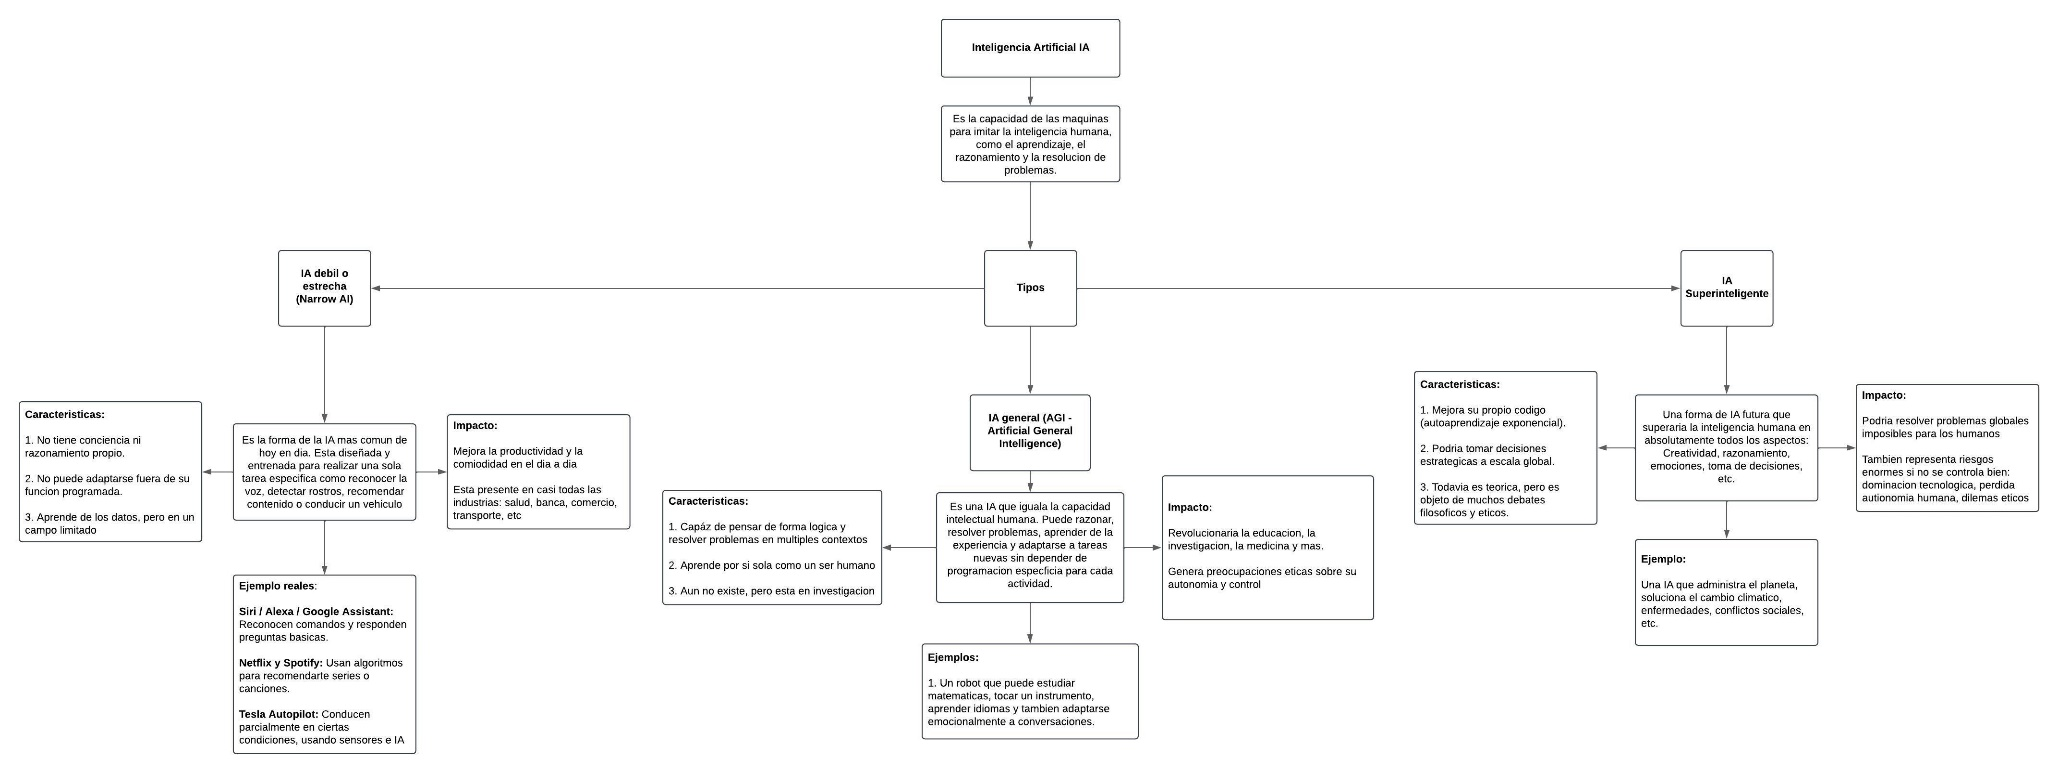 Inteligencia Artificial IA
Es la capacidad de las maquinas
para imitar la inteligencia humana,
como el aprendizaje, el
razonamiento y la resolucion de
problemas.
Tipos
IA debil o
estrecha
(Narrow AI)
Es la forma de la IA mas comun de
hoy en dia. Esta diseñada y
entrenada para realizar una sola
tarea especifica como reconocer la
voz, detectar rostros, recomendar
contenido o conducir un vehiculo
Caracteristicas:
1. No tiene conciencia ni
razonamiento propio.
2. No puede adaptarse fuera de su
funcion programada.
3. Aprende de los datos, pero en un
campo limitado
Impacto:
Mejora la productividad y la
comiodidad en el dia a dia
Esta presente en casi todas las
industrias: salud, banca, comercio,
transporte, etc
Ejemplo reales:
Siri / Alexa / Google Assistant:
Reconocen comandos y responden
preguntas basicas.
Netflix y Spotify: Usan algoritmos
para recomendarte series o
canciones.
Tesla Autopilot: Conducen
parcialmente en ciertas
condiciones, usando sensores e IA
IA general (AGI -
Artificial General
Intelligence)
Es una IA que iguala la capacidad
intelectual humana. Puede razonar,
resolver problemas, aprender de la
experiencia y adaptarse a tareas
nuevas sin depender de
programacion especficia para cada
actividad.
Caracteristicas:
1. Capáz de pensar de forma logica y
resolver problemas en multiples contextos
2. Aprende por si sola como un ser humano
3. Aun no existe, pero esta en investigacion
Impacto:
Revolucionaria la educacion, la
investigacion, la medicina y mas.
Genera preocupaciones eticas sobre su
autonomia y control
Ejemplos:
1. Un robot que puede estudiar
matematicas, tocar un instrumento,
aprender idiomas y tambien adaptarse
emocionalmente a conversaciones.
IA
Superinteligente
Una forma de IA futura que
superaria la inteligencia humana en
absolutamente todos los aspectos:
Creatividad, razonamiento,
emociones, toma de decisiones,
etc.
Caracteristicas:
1. Mejora su propio codigo
(autoaprendizaje exponencial).
2. Podria tomar decisiones
estrategicas a escala global.
3. Todavia es teorica, pero es
objeto de muchos debates
filosoficos y eticos.
Impacto:
Podria resolver problemas globales
imposibles para los humanos
Tambien representa riesgos
enormes si no se controla bien:
dominacion tecnologica, perdida
autonomia humana, dilemas eticos
Ejemplo:
Una IA que administra el planeta,
soluciona el cambio climatico,
enfermedades, conflictos sociales,
etc.